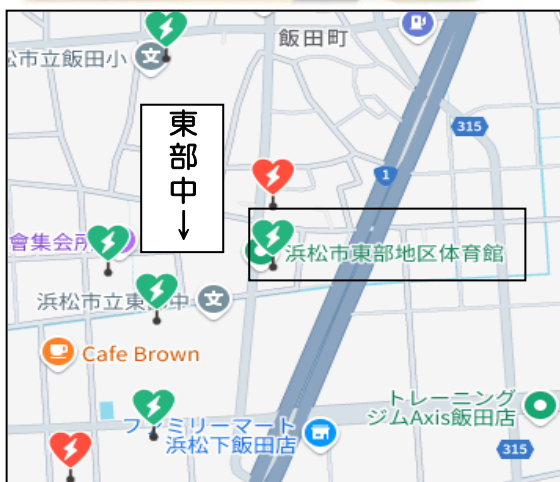 飯田町
松市立飯田小
315
東部中↓
1
會集会所
浜松市東部地区体育館
浜松市立東部中
Cafe Brown
トレーニング
ジムAxis飯田店
ファミリーマート
浜松下飯田店
315